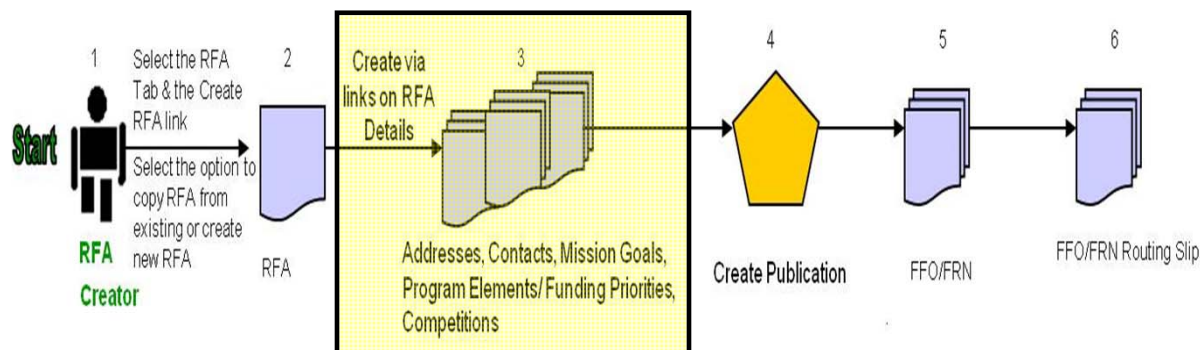 Start
1
RFA
Creator
Select the RFA
Tab & the Create
RFA link
Select the option to
copy RFA from
existing or create
new RFA
2
RFA
Create via
links on RFA
Details
3
Addresses, Contacts, Mission Goals,
Program Elements/ Funding Priorities,
Competitions
4
Create Publication
5
FFO/FRN
6
FFO/FRN Routing Slip